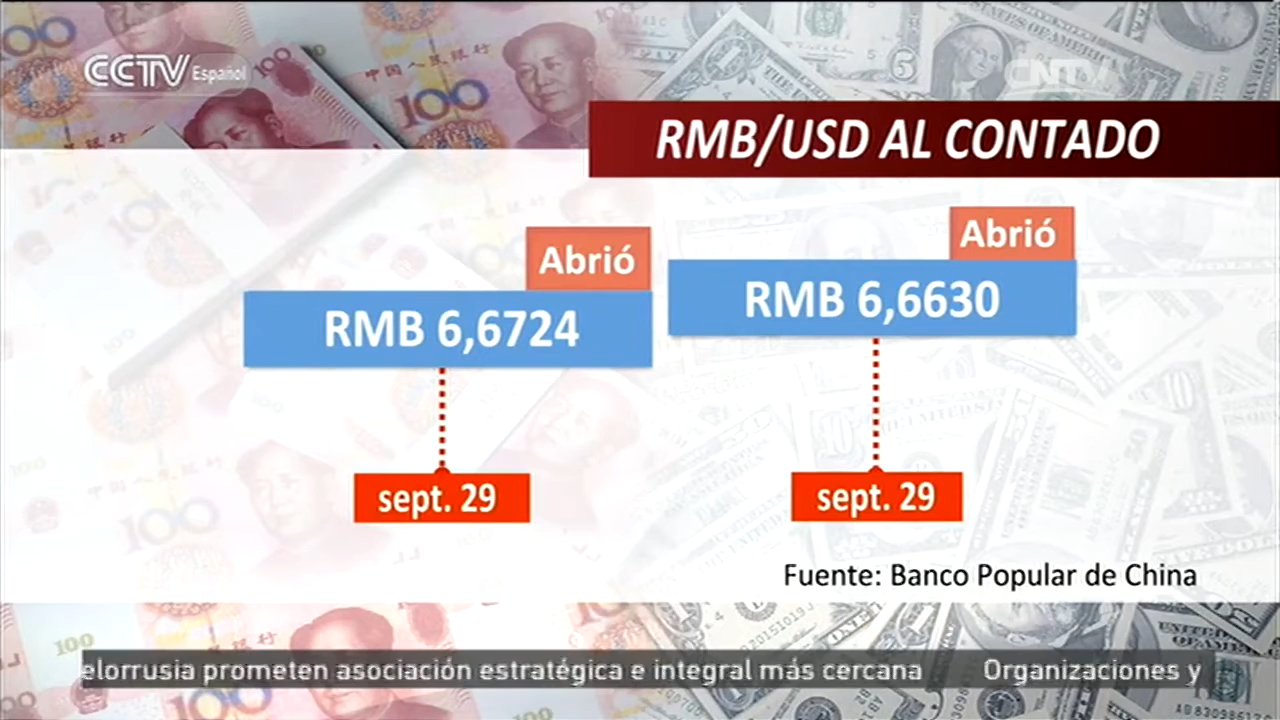 CCTV Español
CNTV
RMB/USD AL CONTADO
Abrió
RMB 6,6724
sept. 29
Abrió
RMB 6,6630
sept. 29
Fuente: Banco Popular de China
elorrusia prometen asociación estratégica e integral más cercana Organizaciones y